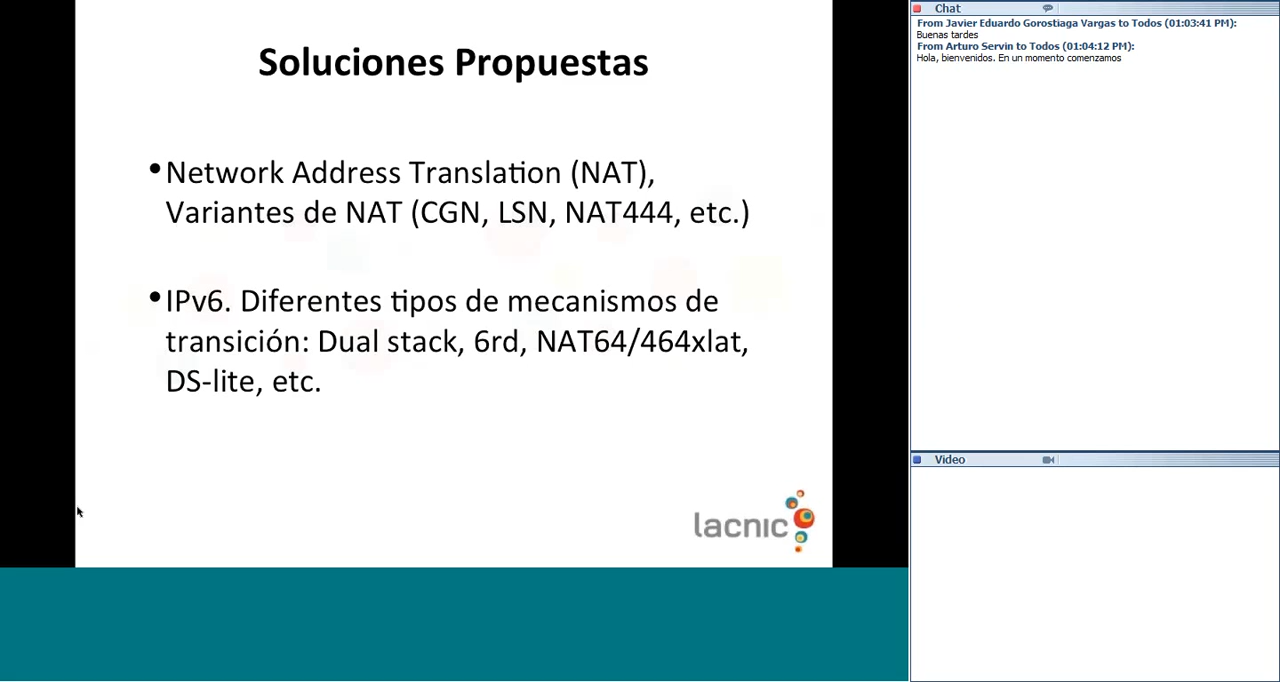 Soluciones Propuestas
•Network Address Translation (NAT),
Variantes de NAT (CGN, LSN, NAT444, etc.)
•IPv6. Diferentes tipos de mecanismos de
transición: Dual stack, 6rd, NAT64/464xlat,
DS-lite, etc.
lacnic
Chat
From Javier Eduardo Gorostiaga Vargas to Todos (01:03:41 PM):
Buenas tardes
From Arturo Servin to Todos (01:04:12 PM):
Hola, bienvenidos. En un momento comenzamos
Video